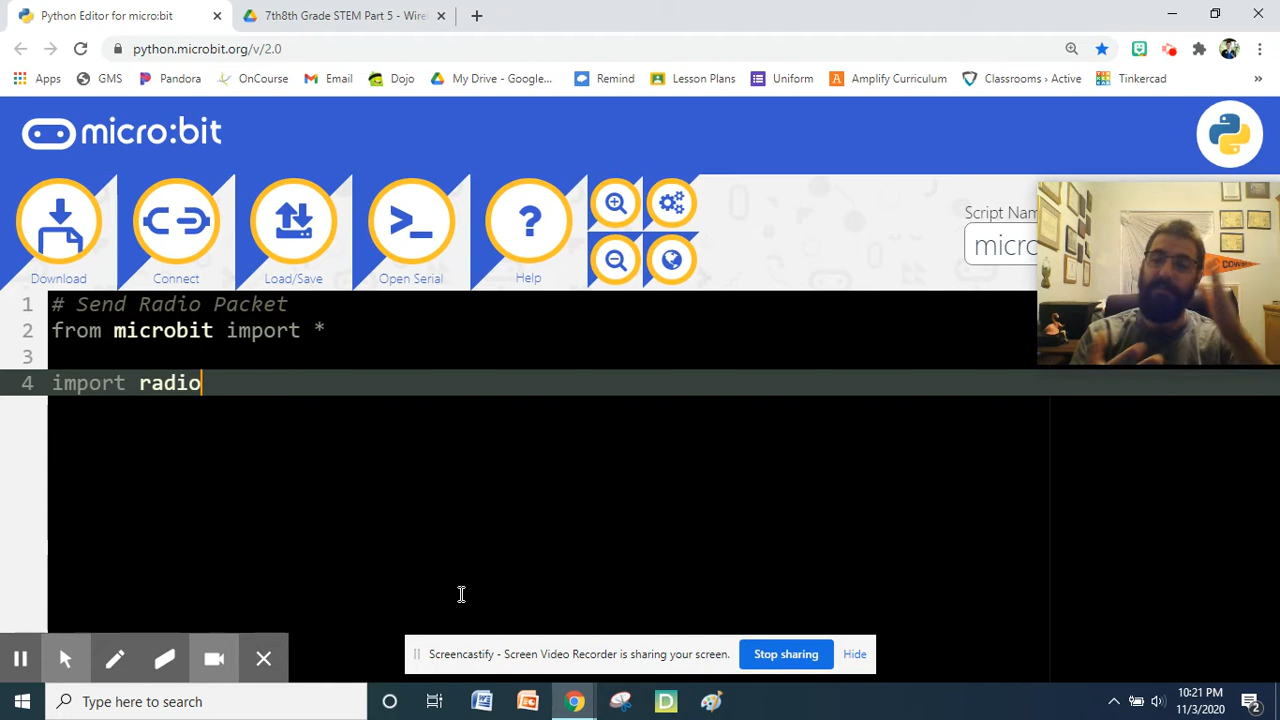 Python Editor for micro:bit
7th8th Grade STEM Part 5 - Wire
python.microbit.org/v/2.0
Apps GMS Pandora OnCourse Email Dojo My Drive - Google... Remind Lesson Plans Uniform Amplify Curriculum Classrooms › Active Tinkercad »
micro:bit
Download Connect Load/Save Open Serial Help
Script Nam
micro
1 # Send Radio Packet
2 from microbit import *
3
4 import radio
Screencastify - Screen Video Recorder is sharing your screen. Stop sharing Hide
Type here to search
10:21 PM
11/3/2020
2